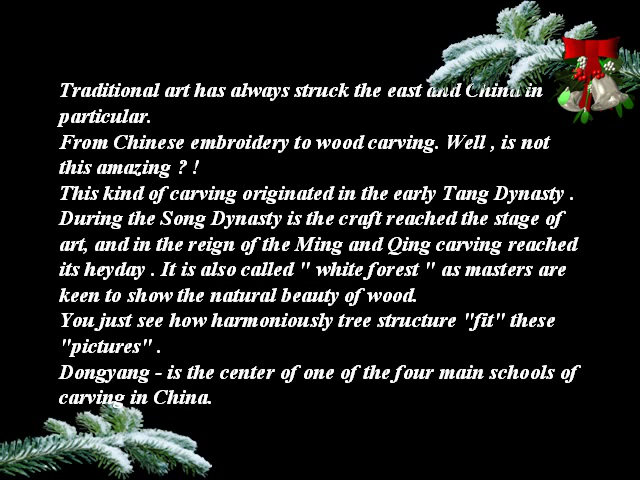 Traditional art has always struck the east and China in
particular.
From Chinese embroidery to wood carving. Well , is not
this amazing ? !
This kind of carving originated in the early Tang Dynasty .
During the Song Dynasty is the craft reached the stage of
art, and in the reign of the Ming and Qing carving reached
its heyday . It is also called " white forest " as masters are
keen to show the natural beauty of wood.
You just see how harmoniously tree structure "fit" these
"pictures" .
Dongyang - is the center of one of the four main schools of
carving in China.